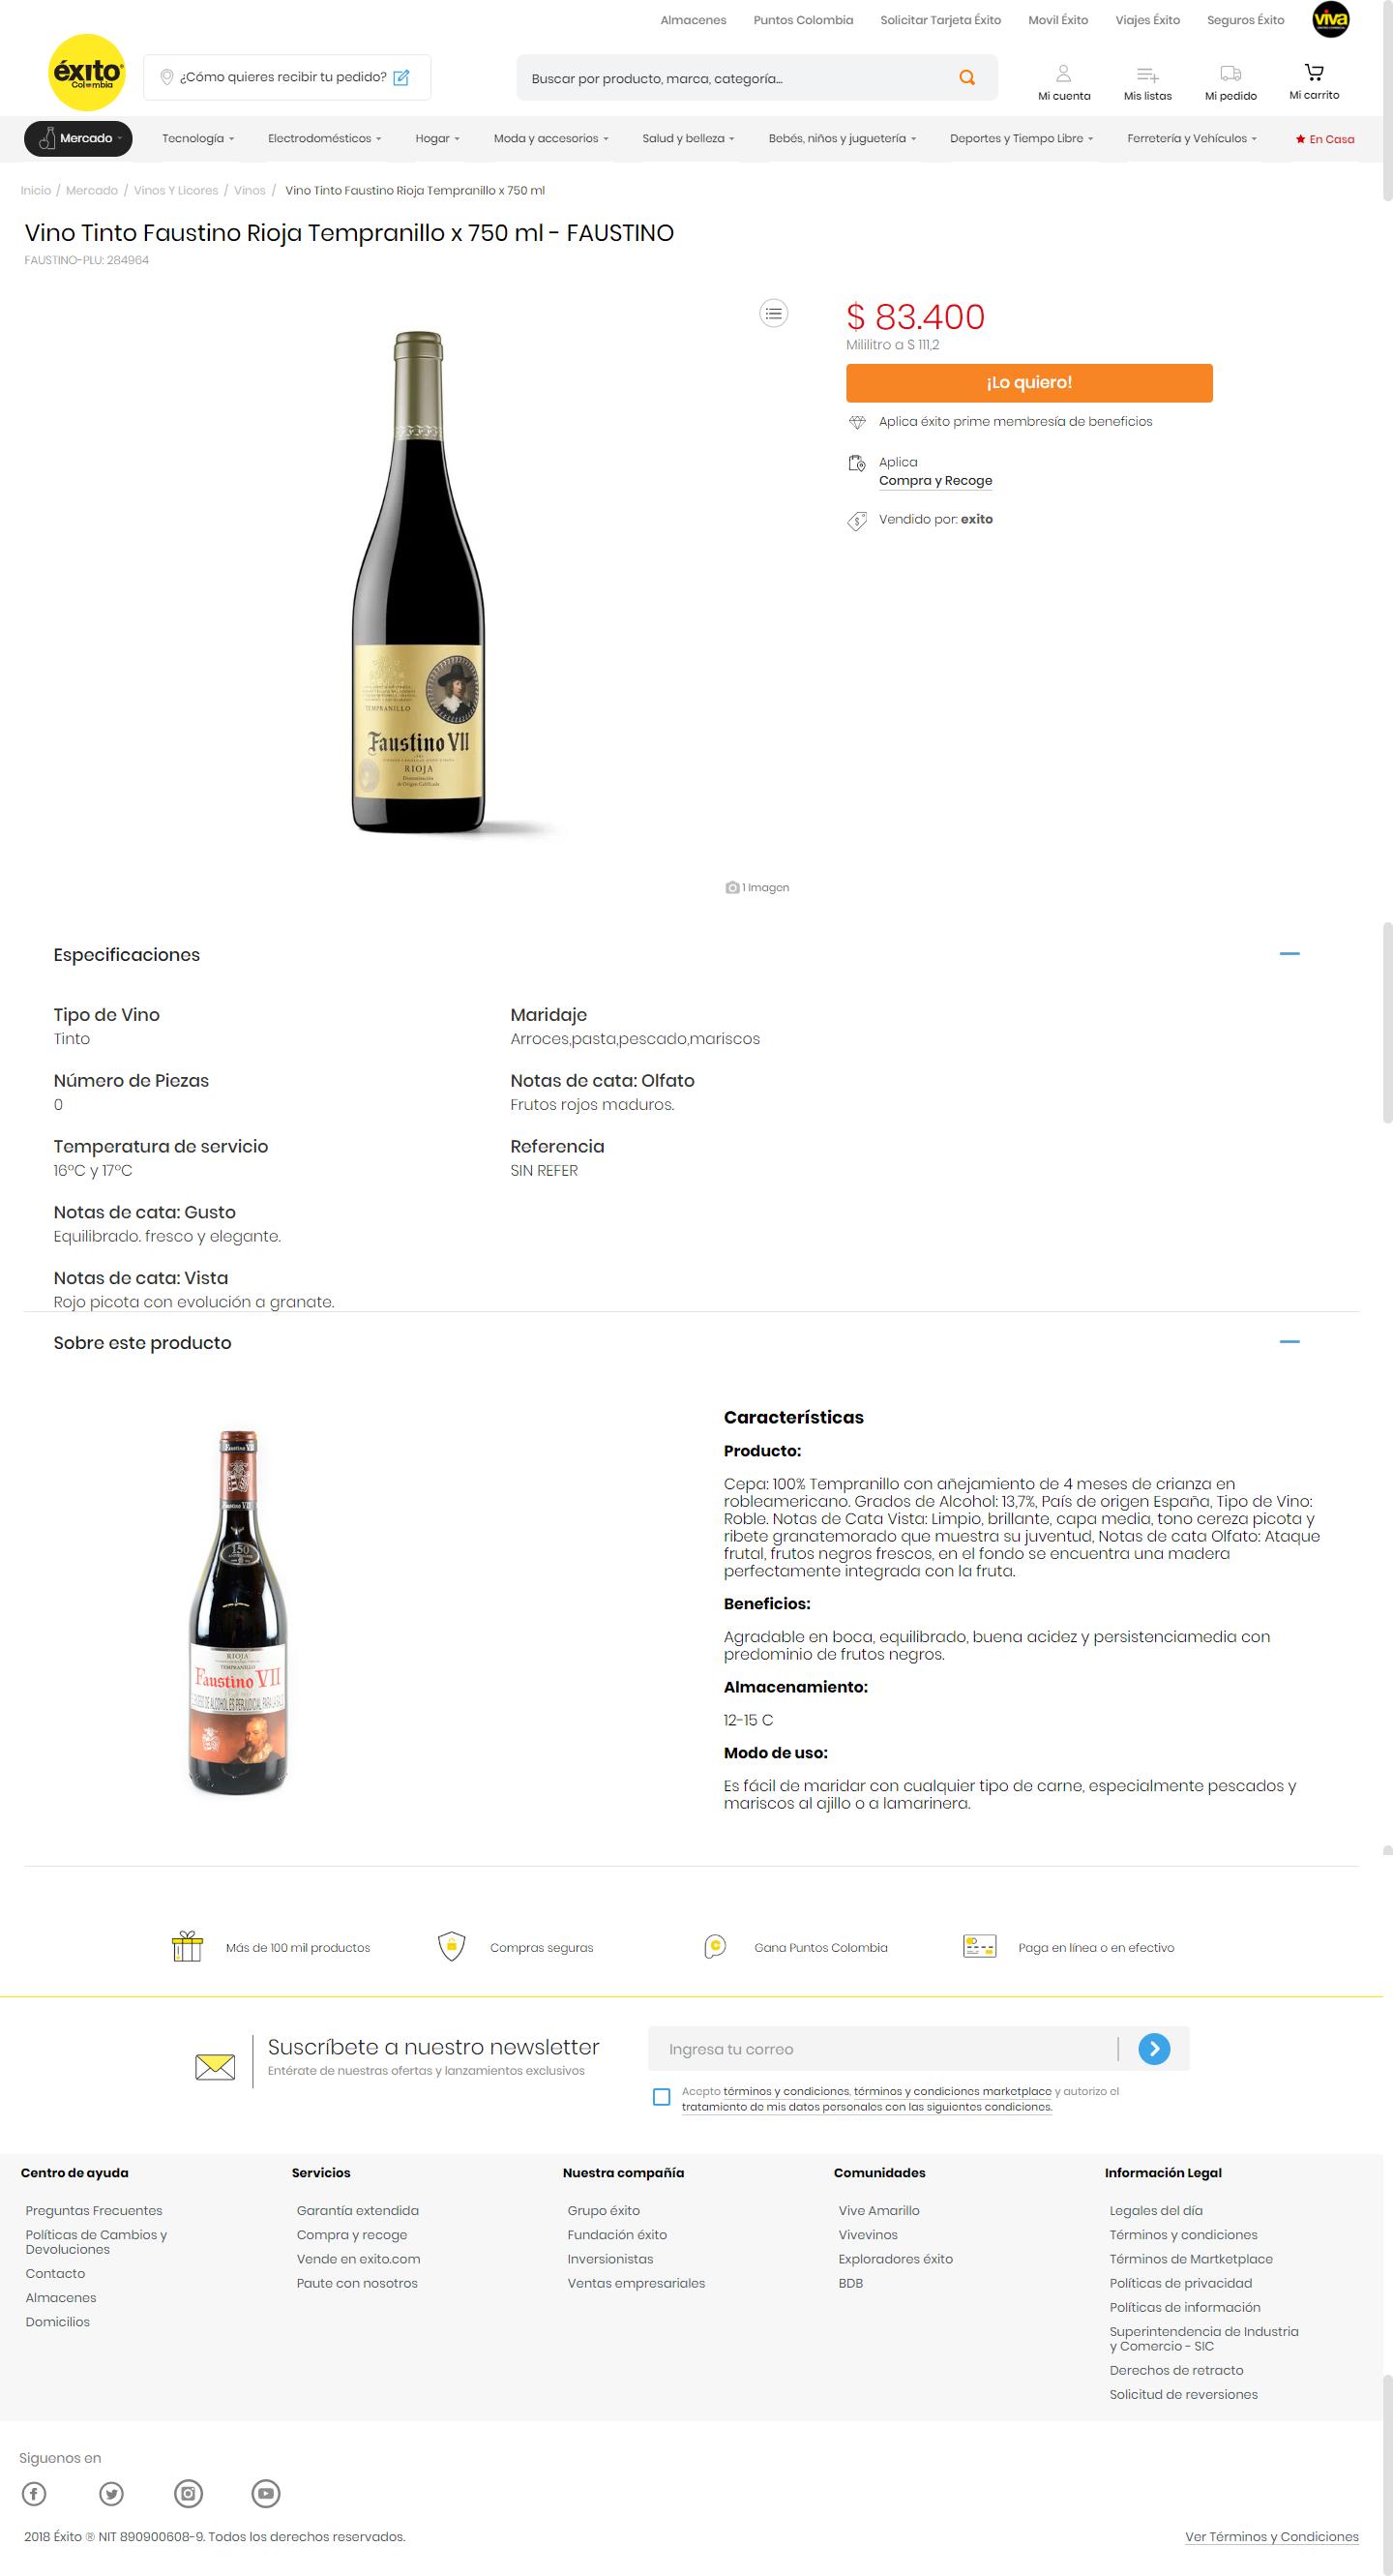 Almacenes Puntos Colombia Solicitar Tarjeta Éxito Movil Éxito Viajes Éxito Seguros Éxito viva
éxito
Colombia
¿Cómo quieres recibir tu pedido?
Buscar por producto, marca, categoría...
Mi cuenta Mis listas Mi pedido Mi carrito
Mercado Tecnología Electrodomésticos Hogar Moda y accesorios Salud y belleza Bebés, niños y juguetería Deportes y Tiempo Libre Ferretería y Vehículos En Casa
Inicio / Mercado / Vinos Y Licores / Vinos / Vino Tinto Faustino Rioja Tempranillo x 750 ml
Vino Tinto Faustino Rioja Tempranillo x 750 ml - FAUSTINO
FAUSTINO-PLU: 284964
$ 83.400
Mililitro a $ 111,2
¡Lo quiero!
Aplica éxito prime membresía de beneficios
Aplica
Compra y Recoge
Vendido por: exito
TEMPRANILLO
Faustino VII
RIOJA
Denominación
de Origen Calificada
1 Imagen
Especificaciones
Tipo de Vino
Tinto
Número de Piezas
0
Temperatura de servicio
16°C y 17°C
Notas de cata: Gusto
Equilibrado. fresco y elegante.
Notas de cata: Vista
Rojo picota con evolución a granate.
Maridaje
Arroces,pasta,pescado,mariscos
Notas de cata: Olfato
Frutos rojos maduros.
Referencia
SIN REFER
Sobre este producto
Faustino VII
Faustino VII
150
RIOJA
TEMPRANILLO
Faustino VII
Características
Producto:
Cepa: 100% Tempranillo con añejamiento de 4 meses de crianza en
robleamericano. Grados de Alcohol: 13,7%, País de origen España, Tipo de Vino:
Roble. Notas de Cata Vista: Limpio, brillante, capa media, tono cereza picota y
ribete granatemorado que muestra su juventud, Notas de cata Olfato: Ataque
frutal, frutos negros frescos, en el fondo se encuentra una madera
perfectamente integrada con la fruta.
Beneficios:
Agradable en boca, equilibrado, buena acidez y persistenciamedia con
predominio de frutos negros.
Almacenamiento:
12-15 C
Modo de uso:
Es fácil de maridar con cualquier tipo de carne, especialmente pescados y
mariscos al ajillo o a lamarinera.
Más de 100 mil productos Compras seguras Gana Puntos Colombia Paga en línea o en efectivo
Suscríbete a nuestro newsletter
Entérate de nuestras ofertas y lanzamientos exclusivos
Ingresa tu correo
Acepto términos y condiciones, términos y condiciones marketplace y autorizo el
tratamiento de mis datos personales con las siguientes condiciones.
Centro de ayuda
Preguntas Frecuentes
Políticas de Cambios y
Devoluciones
Contacto
Almacenes
Domicilios
Servicios
Garantía extendida
Compra y recoge
Vende en exito.com
Paute con nosotros
Nuestra compañía
Grupo éxito
Fundación éxito
Inversionistas
Ventas empresariales
Comunidades
Vive Amarillo
Vivevinos
Exploradores éxito
BDB
Información Legal
Legales del día
Términos y condiciones
Términos de Martketplace
Políticas de privacidad
Políticas de información
Superintendencia de Industria
y Comercio - SIC
Derechos de retracto
Solicitud de reversiones
Siguenos en
2018 Éxito ® NIT 890900608-9. Todos los derechos reservados.
Ver Términos y Condiciones